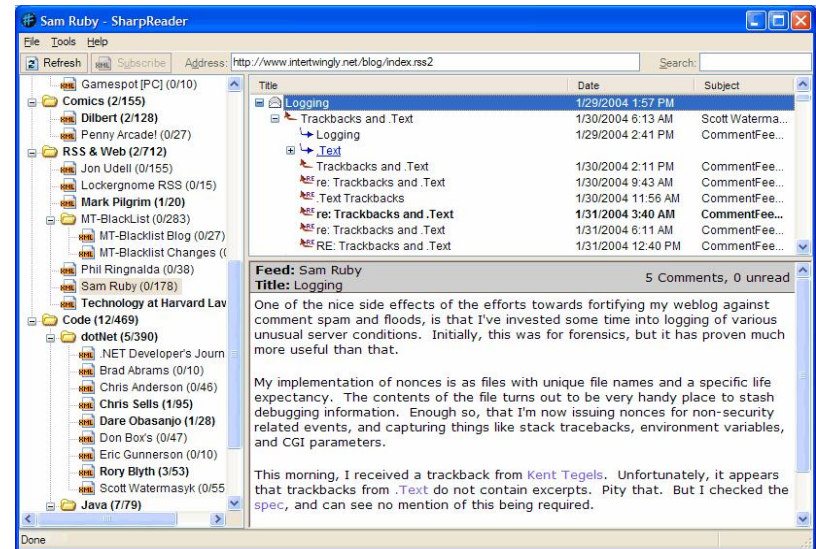 Sam Ruby - SharpReader
File Tools Help
Refresh Subscribe Address: http://www.intertwingly.net/blog/index.rss2 Search:
Gamespot [PC] (0/10)
Comics (2/155)
Dilbert (2/128)
Penny Arcade! (0/27)
RSS & Web (2/712)
Jon Udell (0/155)
Lockergnome RSS (0/15)
Mark Pilgrim (1/20)
MT-BlackList (0/283)
MT-Blacklist Blog (0/27)
MT-Blacklist Changes ((
Phil Ringnalda (0/38)
Sam Ruby (0/178)
Technology at Harvard Law
Code (12/469)
dotNet (5/390)
.NET Developer's Journ
Brad Abrams (0/10)
Chris Anderson (0/46)
Chris Sells (1/95)
Dare Obasanjo (1/28)
Don Box's (0/47)
Eric Gunnerson (0/10)
Rory Blyth (3/53)
Scott Watermasyk (0/55
Java (7/79)
Title Date Subject
Logging 1/29/2004 1:57 PM
Trackbacks and .Text 1/30/2004 6:13 AM Scott Waterma...
Logging 1/29/2004 2:41 PM CommentFee...
.Text
Trackbacks and .Text 1/30/2004 2:11 PM CommentFee...
re: Trackbacks and .Text 1/30/2004 9:43 AM CommentFee...
.Text Trackbacks 1/30/2004 11:56 AM CommentFee...
re: Trackbacks and .Text 1/31/2004 3:40 AM CommentFee...
re: Trackbacks and .Text 1/31/2004 6:11 AM CommentFee...
RE: Trackbacks and .Text 1/31/2004 12:40 PM CommentFee...
Feed: Sam Ruby
Title: Logging
5 Comments, 0 unread
One of the nice side effects of the efforts towards fortifying my weblog against
comment spam and floods, is that I've invested some time into logging of various
unusual server conditions. Initially, this was for forensics, but it has proven much
more useful than that.
My implementation of nonces is as files with unique file names and a specific life
expectancy. The contents of the file turns out to be very handy place to stash
debugging information. Enough so, that I'm now issuing nonces for non-security
related events, and capturing things like stack tracebacks, environment variables,
and CGI parameters.
This morning, I received a trackback from Kent Tegels. Unfortunately, it appears
that trackbacks from .Text do not contain excerpts. Pity that. But I checked the
spec, and can see no mention of this being required.
Done